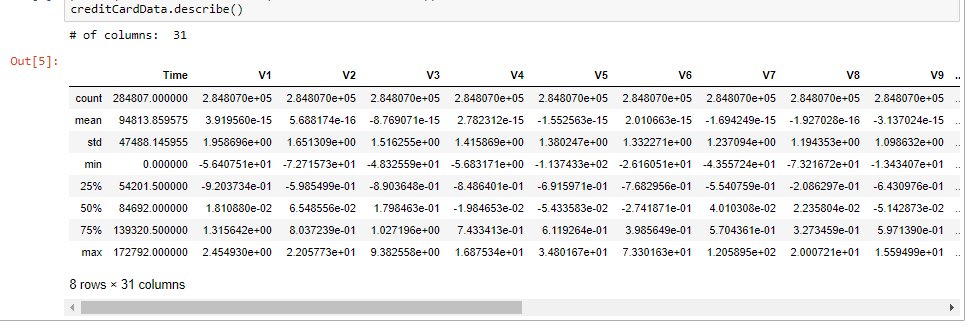 creditCardData.describe()
# of columns:  31
Out[5]:
Time V1 V2 V3 V4 V5 V6 V7 V8 V9 ..
count 284807.000000 2.848070e+05 2.848070e+05 2.848070e+05 2.848070e+05 2.848070e+05 2.848070e+05 2.848070e+05 2.848070e+05 2.848070e+05 ..
mean 94813.859575 3.919560e-15 5.688174e-16 -8.769071e-15 2.782312e-15 -1.552563e-15 2.010663e-15 -1.694249e-15 -1.927028e-16 -3.137024e-15 ..
std 47488.145955 1.958696e+00 1.651309e+00 1.516255e+00 1.415869e+00 1.380247e+00 1.332271e+00 1.237094e+00 1.194353e+00 1.098632e+00 ..
min 0.000000 -5.640751e+01 -7.271573e+01 -4.832559e+01 -5.683171e+00 -1.137433e+02 -2.616051e+01 -4.355724e+01 -7.321672e+01 -1.343407e+01 ..
25% 54201.500000 -9.203734e-01 -5.985499e-01 -8.903648e-01 -8.486401e-01 -6.915971e-01 -7.682956e-01 -5.540759e-01 -2.086297e-01 -6.430976e-01 ..
50% 84692.000000 1.810880e-02 6.548556e-02 1.798463e-01 -1.984653e-02 -5.433583e-02 -2.741871e-01 4.010308e-02 2.235804e-02 -5.142873e-02 ..
75% 139320.500000 1.315642e+00 8.037239e-01 1.027196e+00 7.433413e-01 6.119264e-01 3.985649e-01 5.704361e-01 3.273459e-01 5.971390e-01 ..
max 172792.000000 2.454930e+00 2.205773e+01 9.382558e+00 1.687534e+01 3.480167e+01 7.330163e+01 1.205895e+02 2.000721e+01 1.559499e+01 ..
8 rows × 31 columns